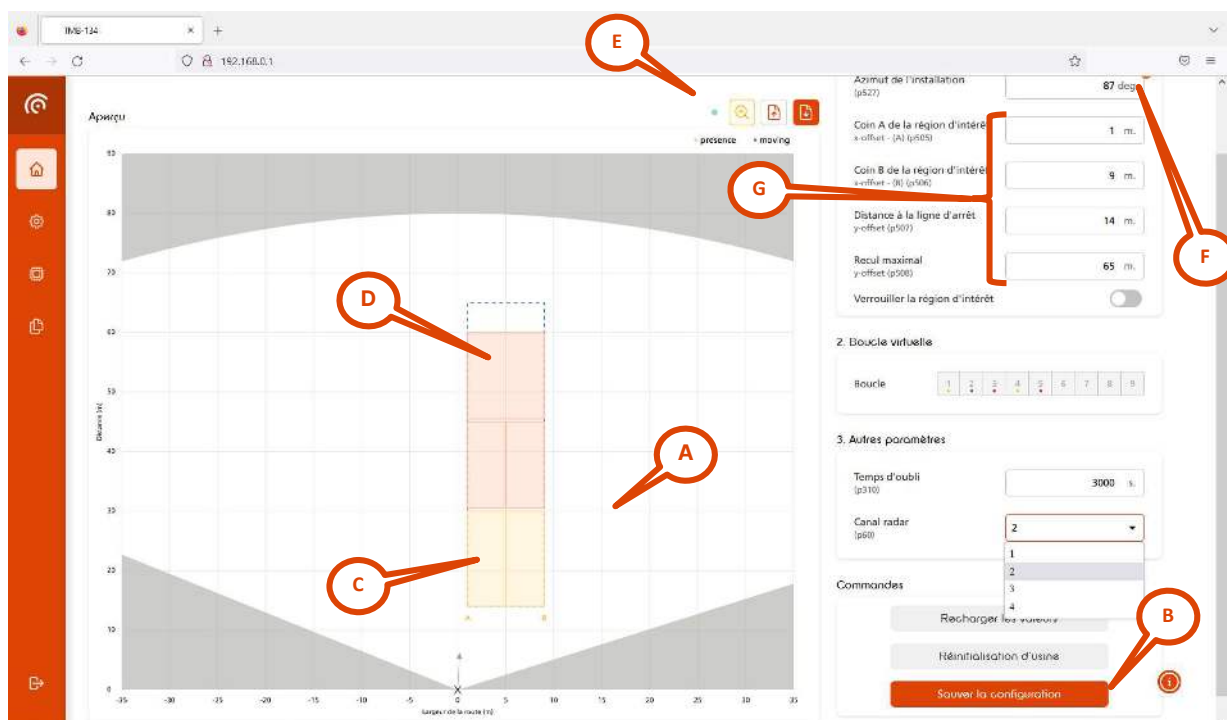 TMB-134
192.168.0.1
E
Aperçu
presence
moving
90
80
70
60
50
40
30
20
10
0
Distance [m]
-35
-30
-25
-20
-15
-10
-5
0
5
10
15
20
25
30
35
Largeur de la route [m]
A
B
D
A
C
Azimut de l'installation
(p527)
87 deg
Coin A de la région d'intérê
x-offset - (A) (p505)
1 m.
Coin B de la région d'intérêt
x-offset - (B) (p506)
9 m.
G
Distance à la ligne d'arrêt
y-offset (p507)
14 m.
F
Recul maximal
y-offset (p508)
65 m.
Verrouiller la région d'intérêt
2. Boucle virtuelle
Boucle
1 2 3 4 5 6 7 8 9
3. Autres paramètres
Temps d'oubli
(p310)
3000 s.
Canal radar
(p60)
2
1
2
3
4
Commandes
Recharger les valeurs
B
Réinitialisation d'usine
Sauver la configuration
i